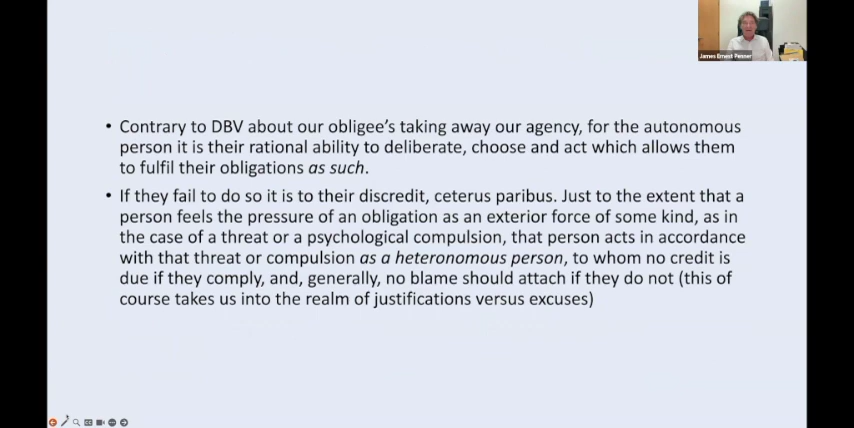 James Ernest Penner
• Contrary to DBV about our obligee's taking away our agency, for the autonomous
person it is their rational ability to deliberate, choose and act which allows them
to fulfil their obligations as such.
• If they fail to do so it is to their discredit, ceterus paribus. Just to the extent that a
person feels the pressure of an obligation as an exterior force of some kind, as in
the case of a threat or a psychological compulsion, that person acts in accordance
with that threat or compulsion as a heteronomous person, to whom no credit is
due if they comply, and, generally, no blame should attach if they do not (this of
course takes us into the realm of justifications versus excuses)